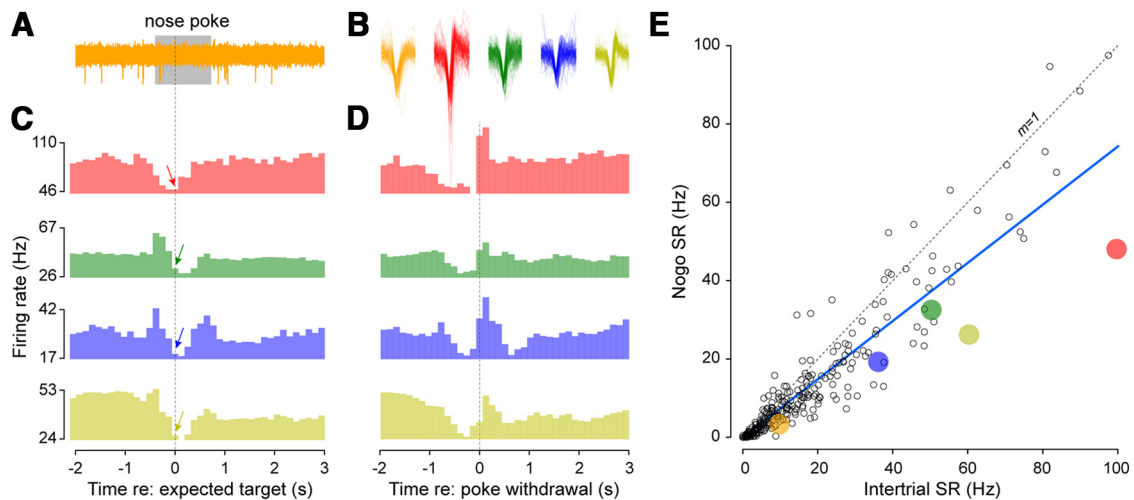 A
nose poke
B
E
C
D
Firing rate (Hz)
110
46
67
26
42
17
53
24
-2 -1 0 1 2 3
Time re: expected target (s)
-2 -1 0 1 2 3
Time re: poke withdrawal (s)
Nogo SR (Hz)
100
80
60
40
20
0
m=1
0 20 40 60 80 100
Intertrial SR (Hz)